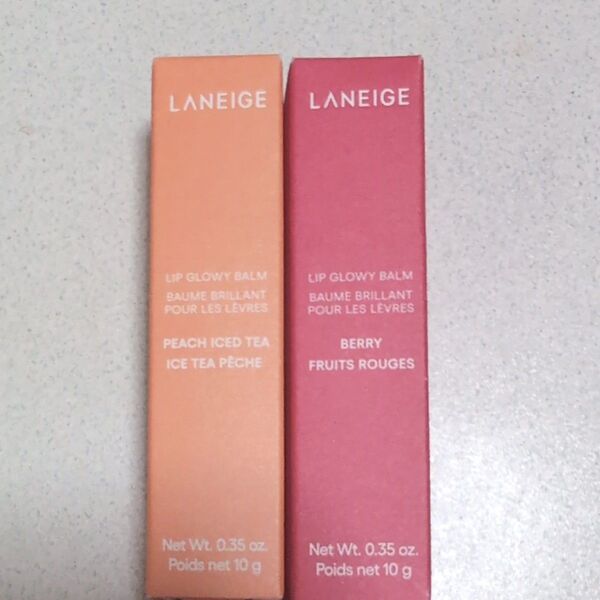 LANEIGE
LIP GLOWY BALM
BAUME BRILLANT
POUR LES LÈVRES
PEACH ICED TEA
ICE TEA PÊCHE
Net Wt. 0.35 oz.
Poids net 10 g
LANEIGE
LIP GLOWY BALM
BAUME BRILLANT
POUR LES LÈVRES
BERRY
FRUITS ROUGES
Net Wt. 0.35 oz.
Poids net 10 g